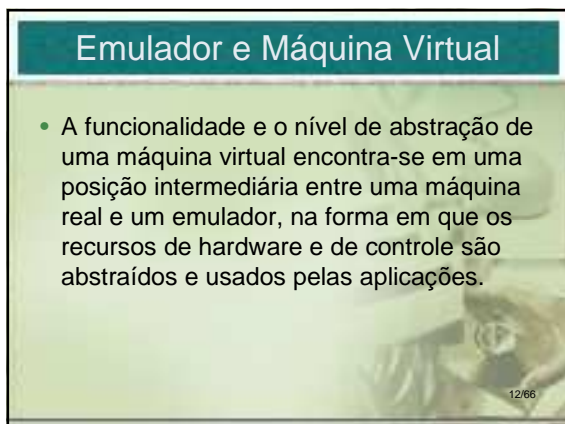 Emulador e Máquina Virtual
• A funcionalidade e o nível de abstração de
uma máquina virtual encontra-se em uma
posição intermediária entre uma máquina
real e um emulador, na forma em que os
recursos de hardware e de controle são
abstraídos e usados pelas aplicações.
12/66